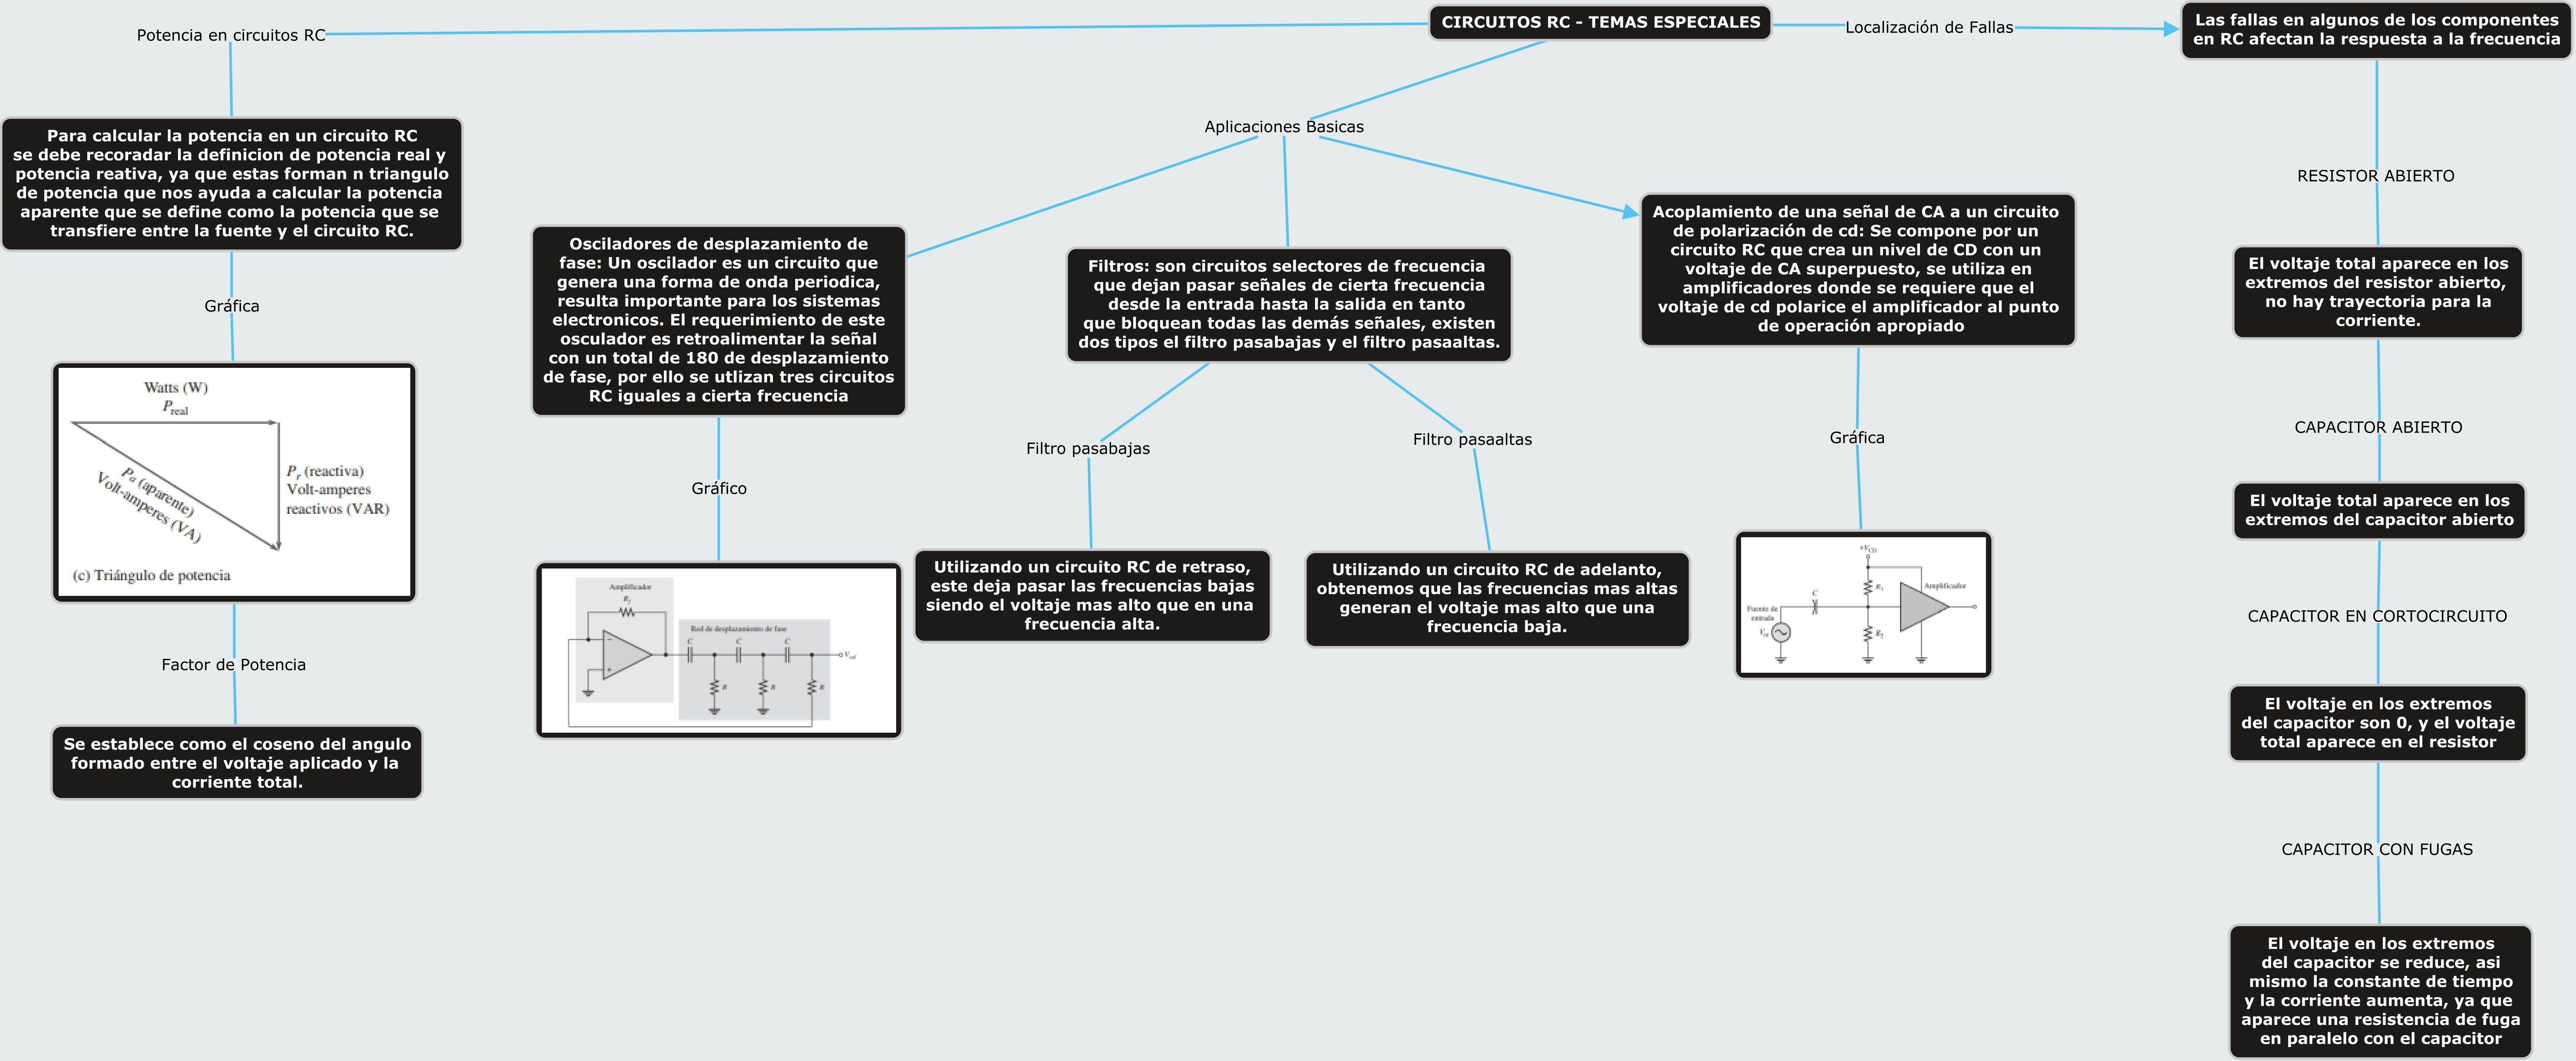 CIRCUITOS RC - TEMAS ESPECIALES
Potencia en circuitos RC
Para calcular la potencia en un circuito RC
se debe recoradar la definicion de potencia real y
potencia reativa, ya que estas forman n triangulo
de potencia que nos ayuda a calcular la potencia
aparente que se define como la potencia que se
transfiere entre la fuente y el circuito RC.
Gráfica
Watts (W)
Preal
Pr (reactiva)
Volt-amperes
reactivos (VAR)
Pa (aparente)
Volt-amperes (VA)
(c) Triángulo de potencia
Factor de Potencia
Se establece como el coseno del angulo
formado entre el voltaje aplicado y la
corriente total.
Aplicaciones Basicas
Osciladores de desplazamiento de
fase: Un oscilador es un circuito que
genera una forma de onda periodica,
resulta importante para los sistemas
electronicos. El requerimiento de este
osculador es retroalimentar la señal
con un total de 180 de desplazamiento
de fase, por ello se utlizan tres circuitos
RC iguales a cierta frecuencia
Gráfico
Amplificador
Rf
Red de desplazamiento de fase
C C C
Vsal
R R R
Filtros: son circuitos selectores de frecuencia
que dejan pasar señales de cierta frecuencia
desde la entrada hasta la salida en tanto
que bloquean todas las demás señales, existen
dos tipos el filtro pasabajas y el filtro pasaaltas.
Filtro pasabajas
Utilizando un circuito RC de retraso,
este deja pasar las frecuencias bajas
siendo el voltaje mas alto que en una
frecuencia alta.
Filtro pasaaltas
Utilizando un circuito RC de adelanto,
obtenemos que las frecuencias mas altas
generan el voltaje mas alto que una
frecuencia baja.
Acoplamiento de una señal de CA a un circuito
de polarización de cd: Se compone por un
circuito RC que crea un nivel de CD con un
voltaje de CA superpuesto, se utiliza en
amplificadores donde se requiere que el
voltaje de cd polarice el amplificador al punto
de operación apropiado
Gráfica
+VCD
R1
Amplificador
C
Fuente de
entrada
R2
Localización de Fallas
Las fallas en algunos de los componentes
en RC afectan la respuesta a la frecuencia
RESISTOR ABIERTO
El voltaje total aparece en los
extremos del resistor abierto,
no hay trayectoria para la
corriente.
CAPACITOR ABIERTO
El voltaje total aparece en los
extremos del capacitor abierto
CAPACITOR EN CORTOCIRCUITO
El voltaje en los extremos
del capacitor son 0, y el voltaje
total aparece en el resistor
CAPACITOR CON FUGAS
El voltaje en los extremos
del capacitor se reduce, asi
mismo la constante de tiempo
y la corriente aumenta, ya que
aparece una resistencia de fuga
en paralelo con el capacitor